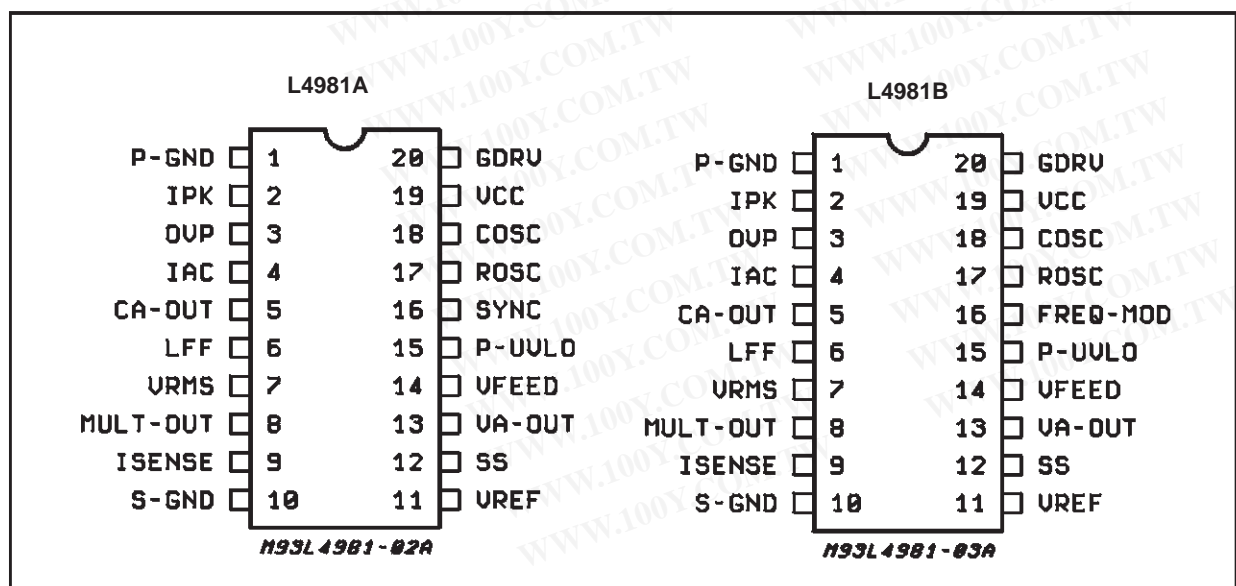 L4981A
P-GND 1 20 GDRV
IPK 2 19 VCC
OVP 3 18 COSC
IAC 4 17 ROSC
CA-OUT 5 16 SYNC
LFF 6 15 P-UVLO
VRMS 7 14 VFEED
MULT-OUT 8 13 VA-OUT
ISENSE 9 12 SS
S-GND 10 11 VREF
M93L4981-02A
L4981B
P-GND 1 20 GDRV
IPK 2 19 VCC
OVP 3 18 COSC
IAC 4 17 ROSC
CA-OUT 5 16 FREQ-MOD
LFF 6 15 P-UVLO
VRMS 7 14 VFEED
MULT-OUT 8 13 VA-OUT
ISENSE 9 12 SS
S-GND 10 11 VREF
M93L4981-03A
WWW.100Y.COM.TW